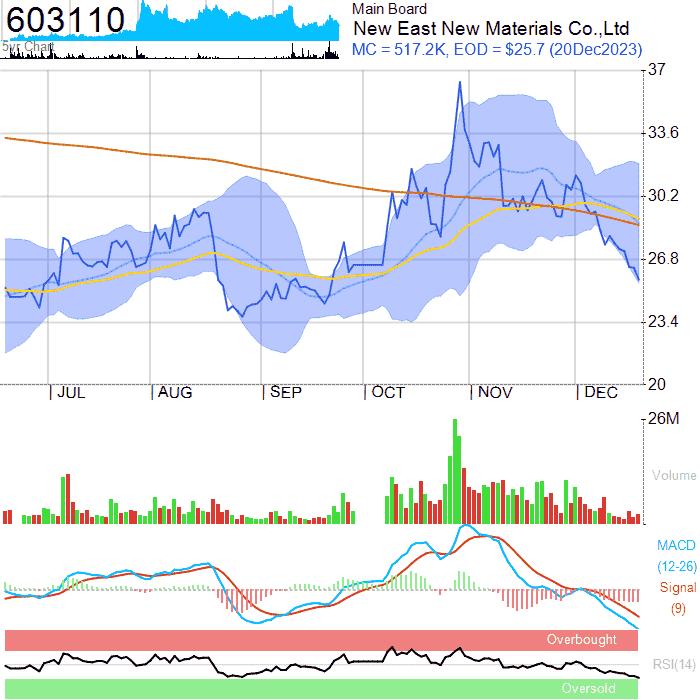 603110
5yr Chart
Main Board
New East New Materials Co.,Ltd
MC = 517.2K, EOD = $25.7 (20Dec2023)
37
33.6
30.2
26.8
23.4
20
JUL
AUG
SEP
OCT
NOV
DEC
26M
Volume
MACD
(12-26)
Signal
(9)
Overbought
RSI(14)
Oversold